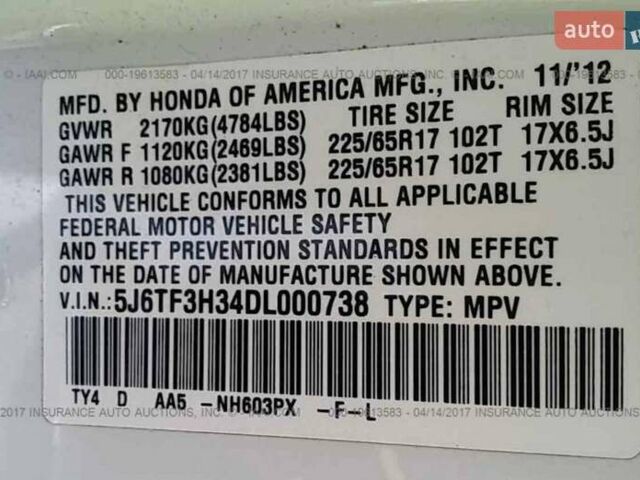 auto
MFD. BY HONDA OF AMERICA MFG., INC. 11/'12
GVWR 2170KG(4784LBS) TIRE SIZE RIM SIZE
GAWR F 1120KG(2469LBS) 225/65R17 102T 17X6.5J
GAWR R 1080KG(2381LBS) 225/65R17 102T 17X6.5J
THIS VEHICLE CONFORMS TO ALL APPLICABLE
FEDERAL MOTOR VEHICLE SAFETY
AND THEFT PREVENTION STANDARDS IN EFFECT
ON THE DATE OF MANUFACTURE SHOWN ABOVE.
V.I.N.:5J6TF3H34DL000738 TYPE: MPV
TY4 D AA5 -NH603PX -F-L
© IAAI.COM 000-19613583 - 04/14/2017 INSURANCE AUTO AUCTIONS, INC.
2017 INSURANCE AUTO AUCTIONS, INC. 000-19613583 - 04/14/2017 INSURANCE